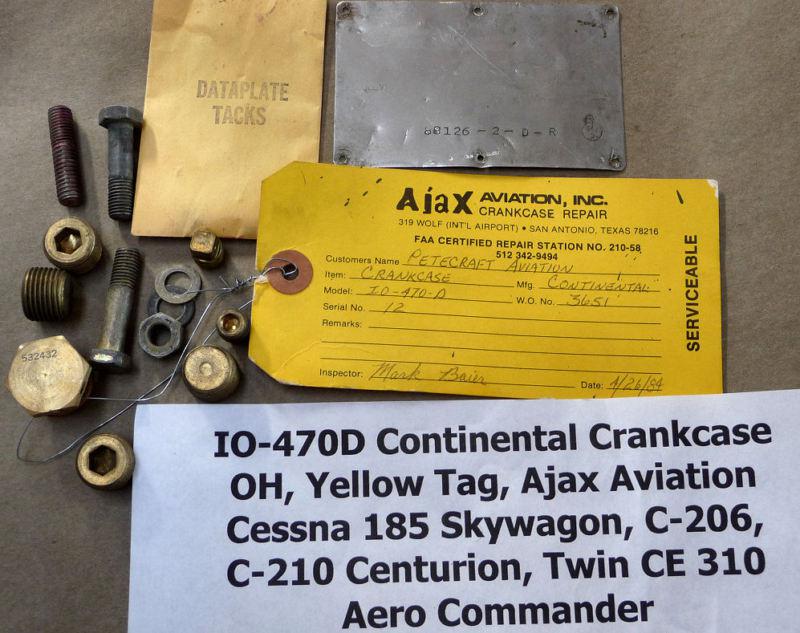 DATAPLATE
TACKS
68126-2-D-R
Ajax AVIATION, INC.
CRANKCASE REPAIR
319 WOLF (INT'L AIRPORT) • SAN ANTONIO, TEXAS 78216
FAA CERTIFIED REPAIR STATION NO. 210-58
512 342-9494
Customers Name PETECRAFT AVIATION
Item: CRANKCASE Mfg. CONTINENTAL
Model: IO-470-D W.O. No. 3651
Serial No. 12
Remarks:
Inspector: Mark Baier Date: 1/26/84
SERVICEABLE
532432
IO-470D Continental Crankcase
OH, Yellow Tag, Ajax Aviation
Cessna 185 Skywagon, C-206,
C-210 Centurion, Twin CE 310
Aero Commander